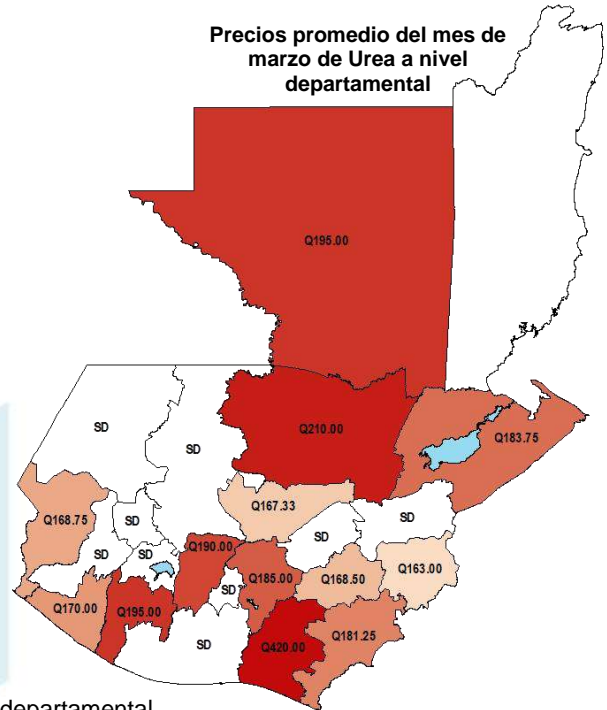 Precios promedio del mes de
marzo de Urea a nivel
departamental
Q195.00
Q210.00
SD
SD
Q183.75
Q167.33
Q168.75
SD
SD
SD
Q190.00
SD
SD
Q185.00
Q168.50
Q163.00
SD
Q170.00
Q195.00
SD
Q420.00
Q181.25
departamental